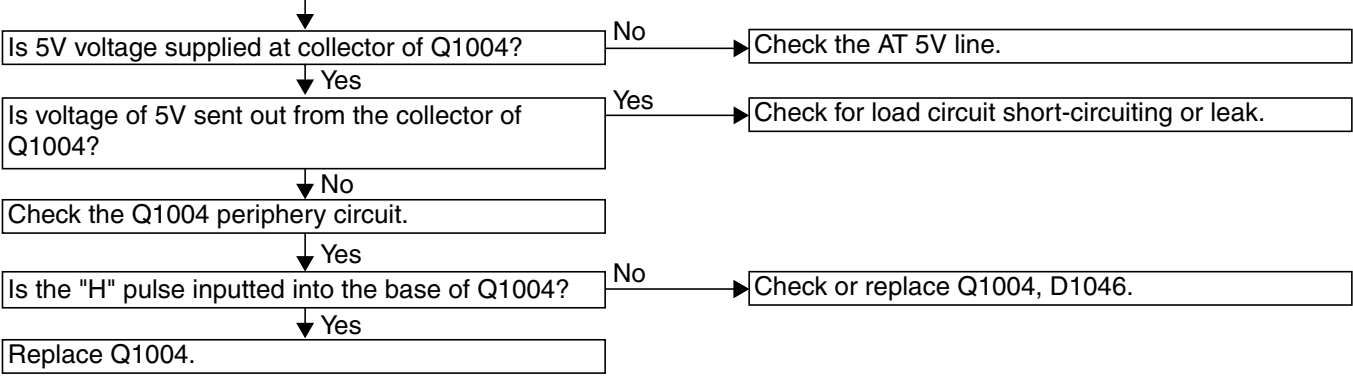 Is 5V voltage supplied at collector of Q1004?
No
Check the AT 5V line.
Yes
Is voltage of 5V sent out from the collector of
Q1004?
Yes
Check for load circuit short-circuiting or leak.
No
Check the Q1004 periphery circuit.
Yes
Is the "H" pulse inputted into the base of Q1004?
No
Check or replace Q1004, D1046.
Yes
Replace Q1004.